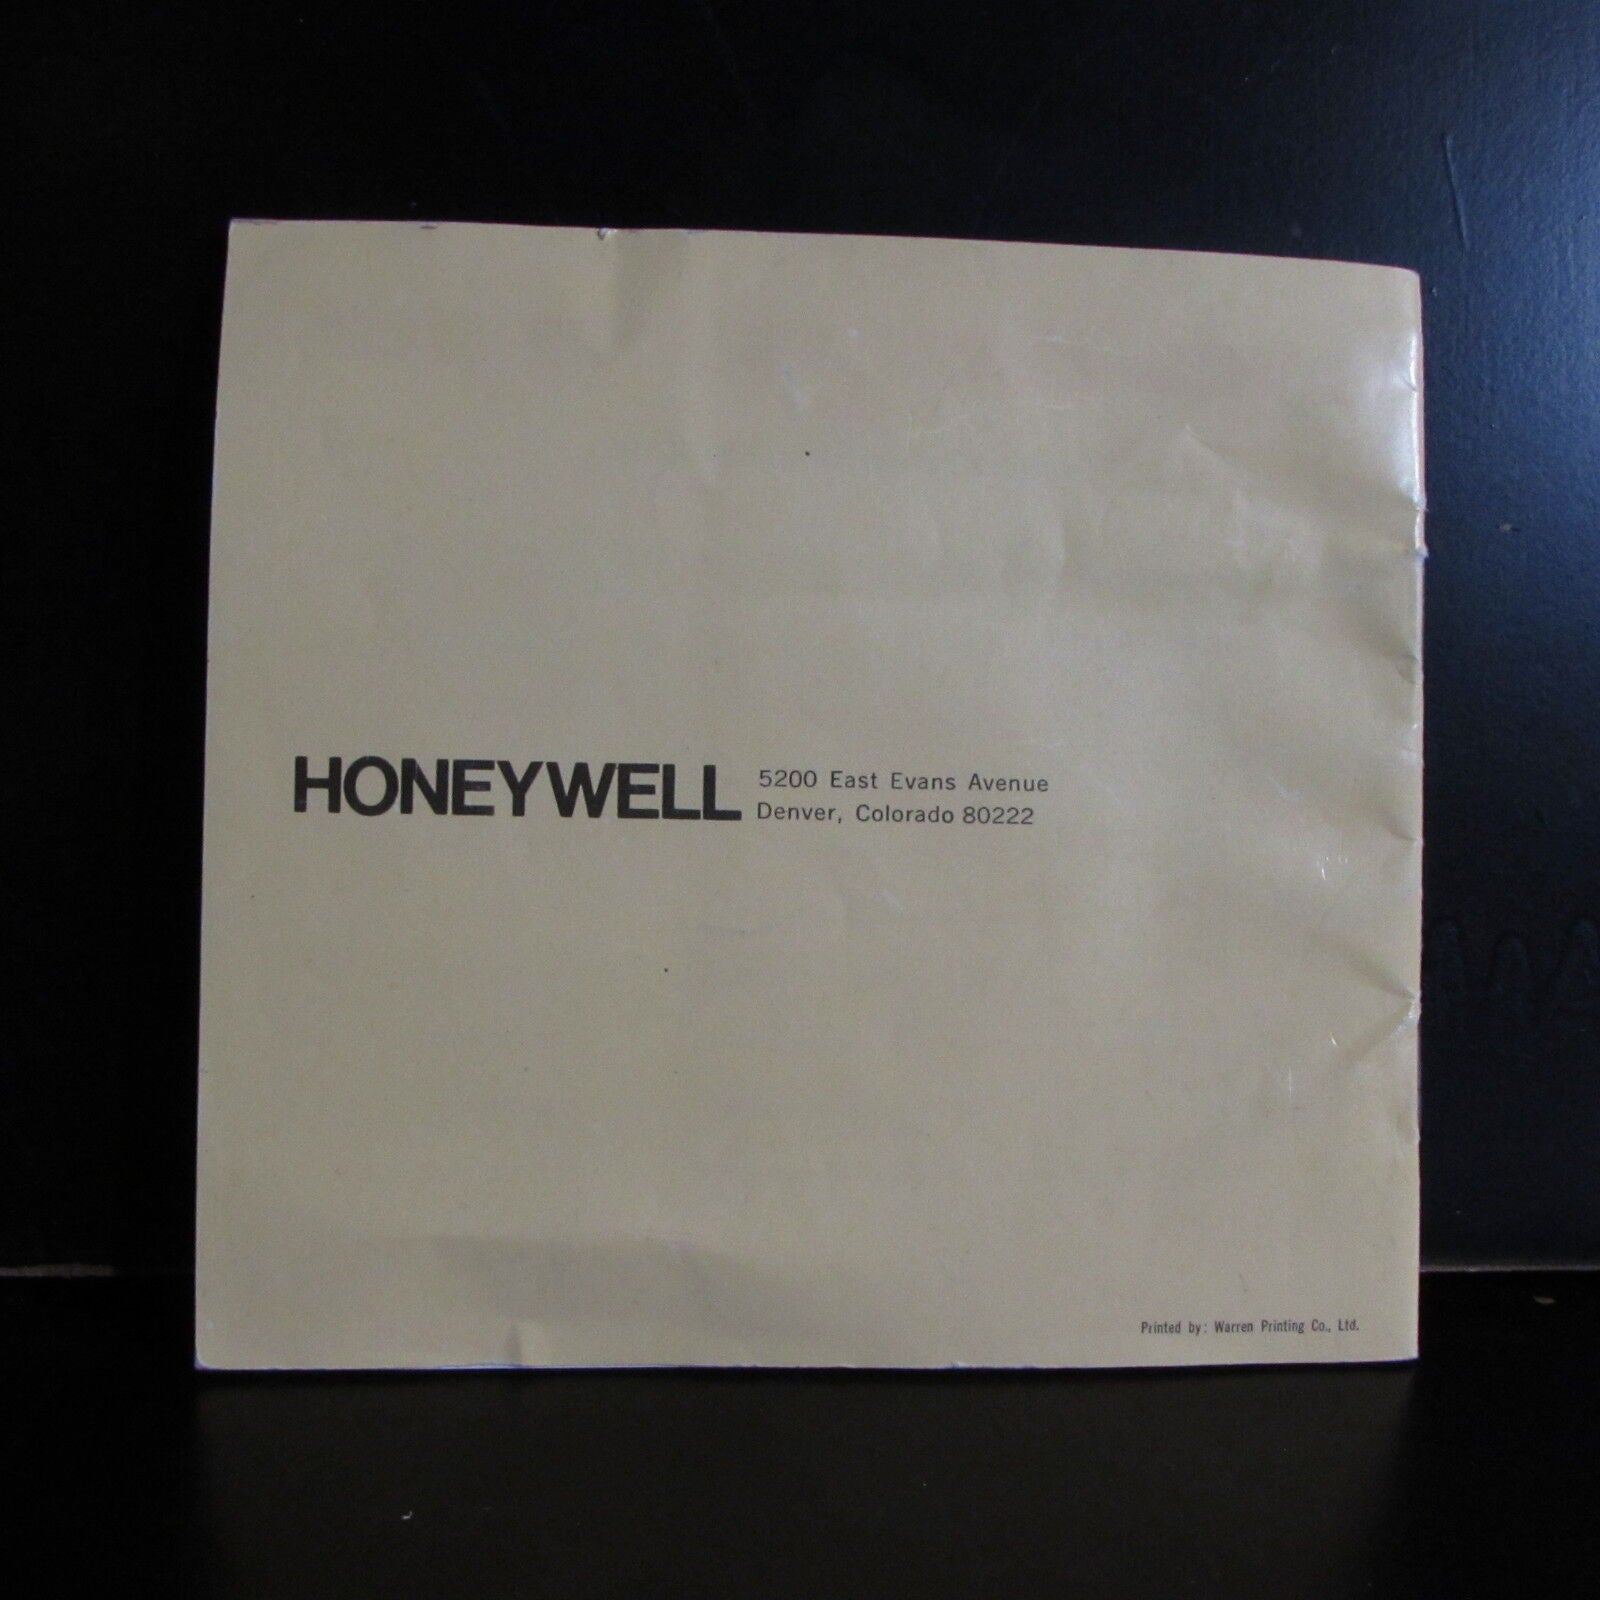 HONEYWELL 5200 East Evans Avenue
Denver, Colorado 80222
Printed by: Warren Printing Co., Ltd.